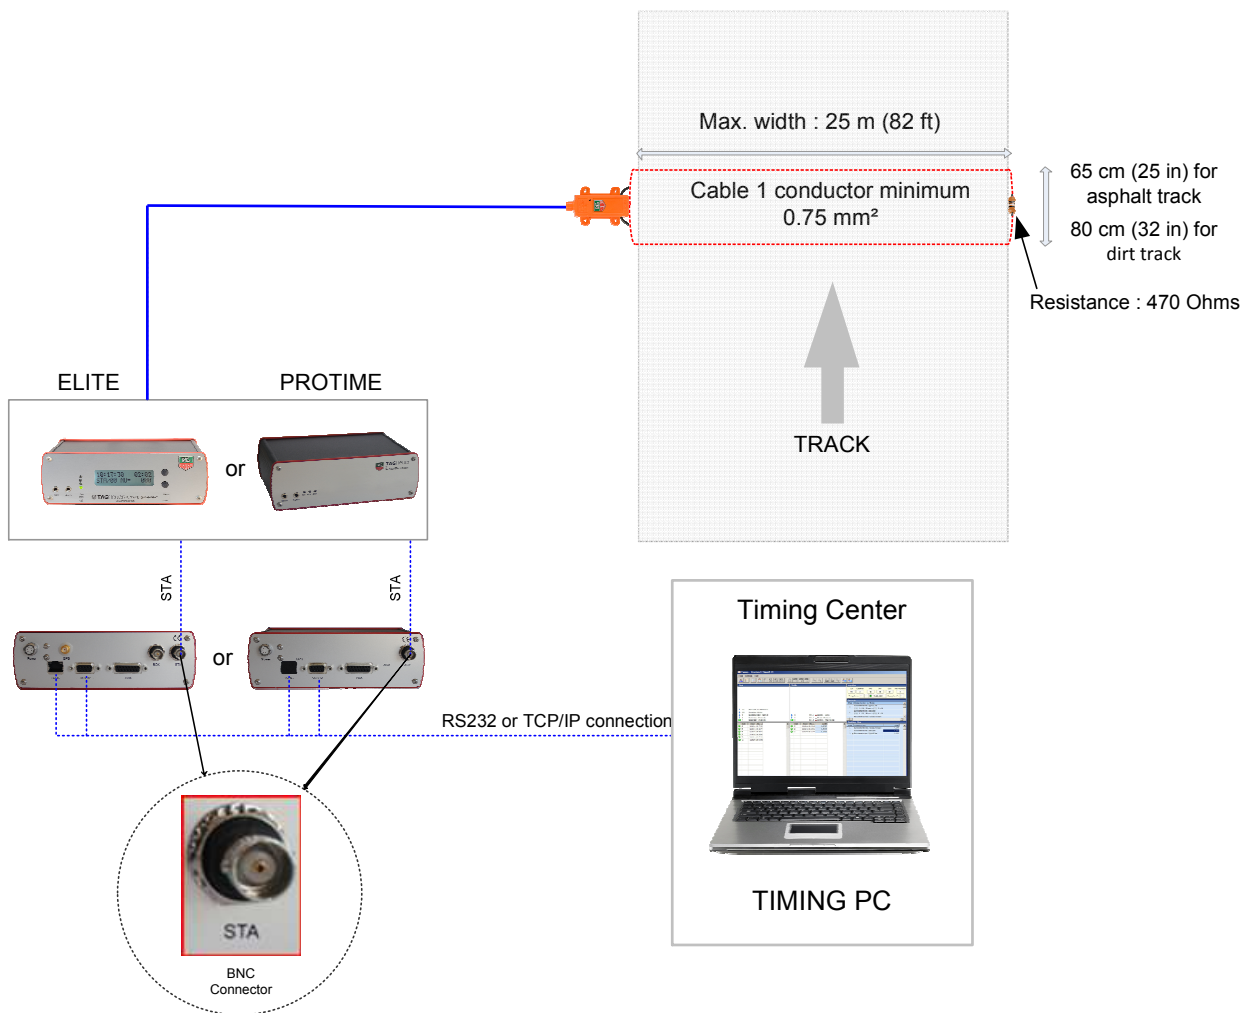 Max. width : 25 m (82 ft)
Cable 1 conductor minimum
0.75 mm²
65 cm (25 in) for
asphalt track
80 cm (32 in) for
dirt track
Resistance : 470 Ohms
TRACK
ELITE
PROTIME
or
TAG
STA
STA
or
RS232 or TCP/IP connection
STA
BNC
Connector
Timing Center
TIMING PC